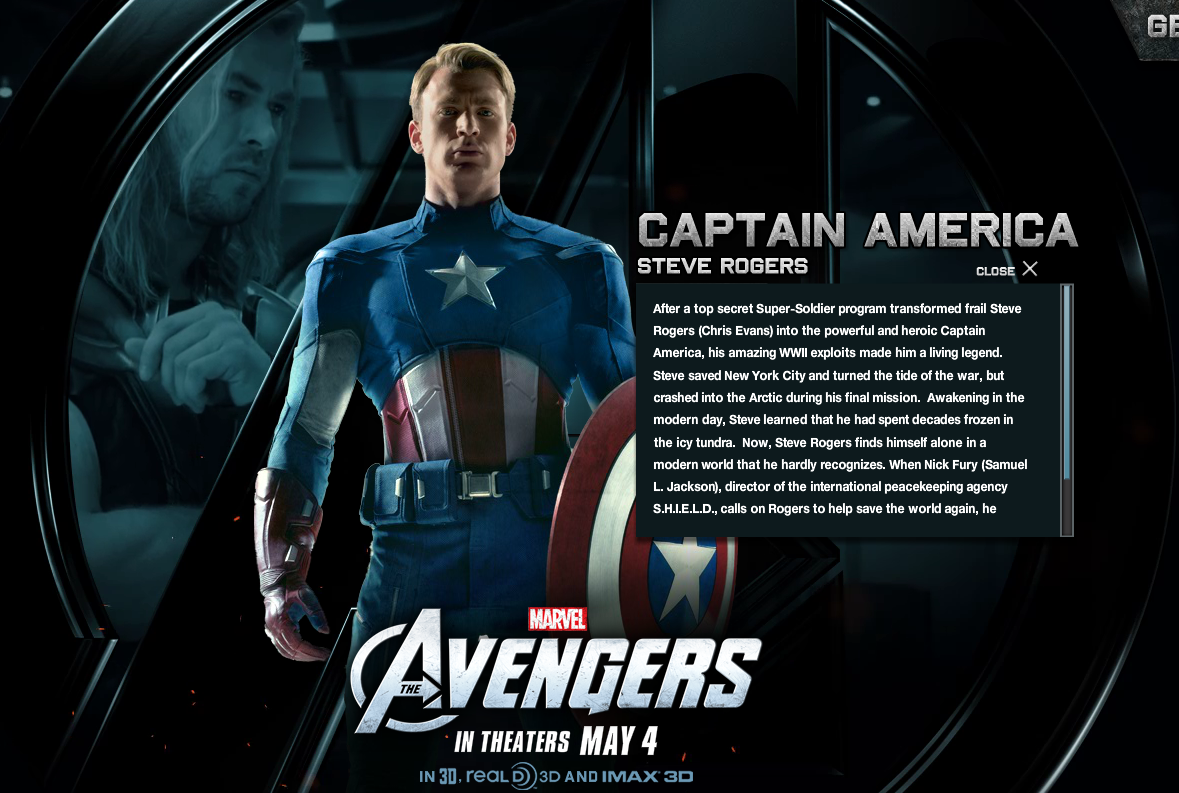 GE
CAPTAIN AMERICA
STEVE ROGERS
CLOSE X
After a top secret Super-Soldier program transformed frail Steve
Rogers (Chris Evans) into the powerful and heroic Captain
America, his amazing WWII exploits made him a living legend.
Steve saved New York City and turned the tide of the war, but
crashed into the Arctic during his final mission.  Awakening in the
modern day, Steve learned that he had spent decades frozen in
the icy tundra.  Now, Steve Rogers finds himself alone in a
modern world that he hardly recognizes. When Nick Fury (Samuel
L. Jackson), director of the international peacekeeping agency
S.H.I.E.L.D., calls on Rogers to help save the world again, he
MARVEL
THE AVENGERS
IN THEATERS MAY 4
IN 3D, REAL D 3D AND IMAX 3D